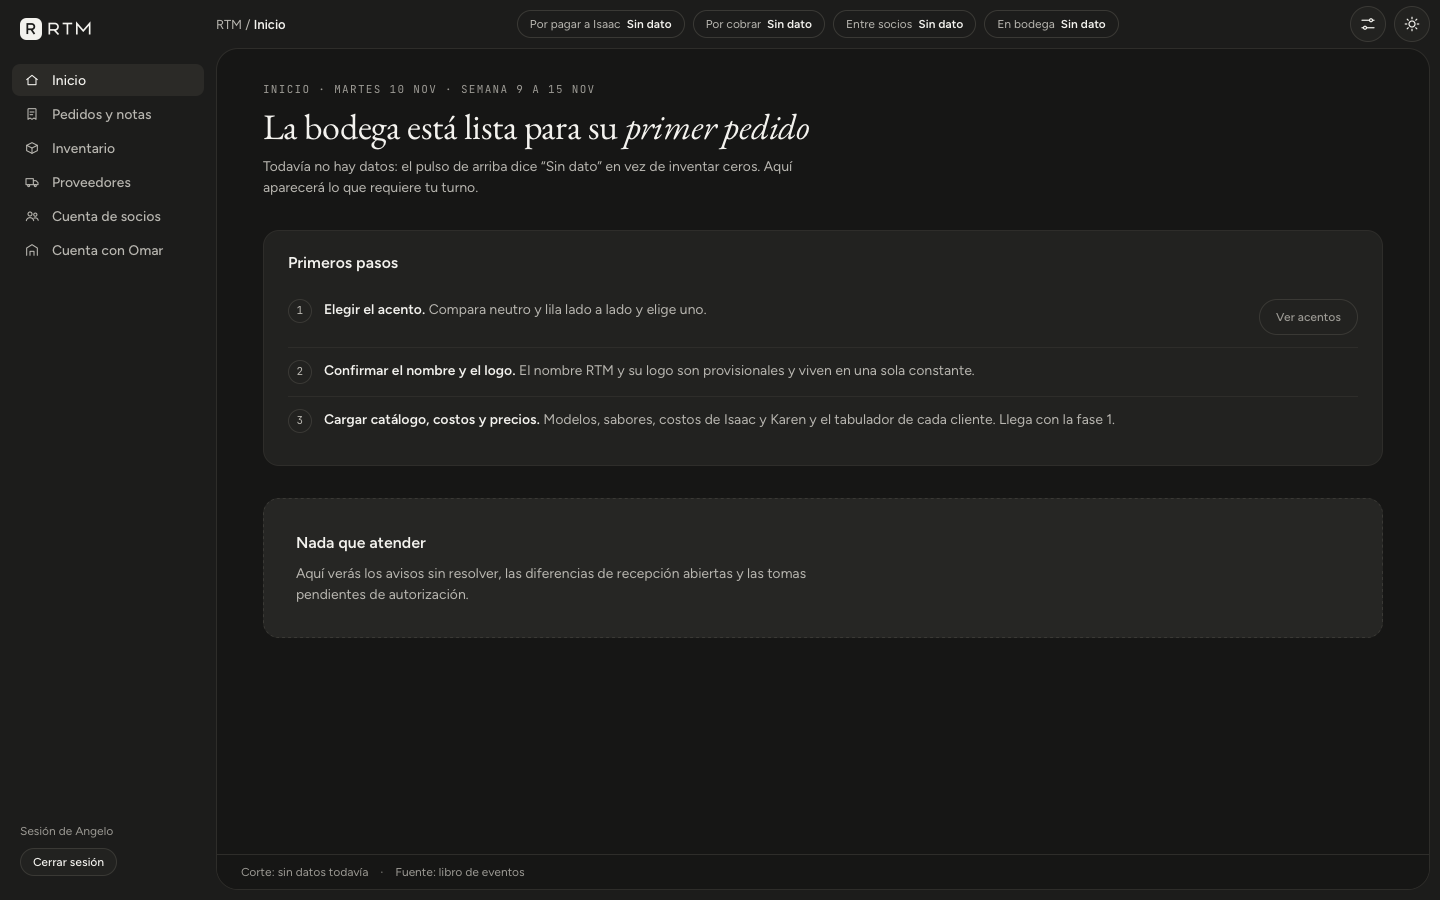 R RTM
RTM / Inicio
Por pagar a Isaac Sin dato
Por cobrar Sin dato
Entre socios Sin dato
En bodega Sin dato
Inicio
Pedidos y notas
Inventario
Proveedores
Cuenta de socios
Cuenta con Omar
INICIO · MARTES 10 NOV · SEMANA 9 A 15 NOV
La bodega está lista para su primer pedido
Todavía no hay datos: el pulso de arriba dice “Sin dato” en vez de inventar ceros. Aquí
aparecerá lo que requiere tu turno.
Primeros pasos
1 Elegir el acento. Compara neutro y lila lado a lado y elige uno.
Ver acentos
2 Confirmar el nombre y el logo. El nombre RTM y su logo son provisionales y viven en una sola constante.
3 Cargar catálogo, costos y precios. Modelos, sabores, costos de Isaac y Karen y el tabulador de cada cliente. Llega con la fase 1.
Nada que atender
Aquí verás los avisos sin resolver, las diferencias de recepción abiertas y las tomas
pendientes de autorización.
Sesión de Angelo
Cerrar sesión
Corte: sin datos todavía · Fuente: libro de eventos